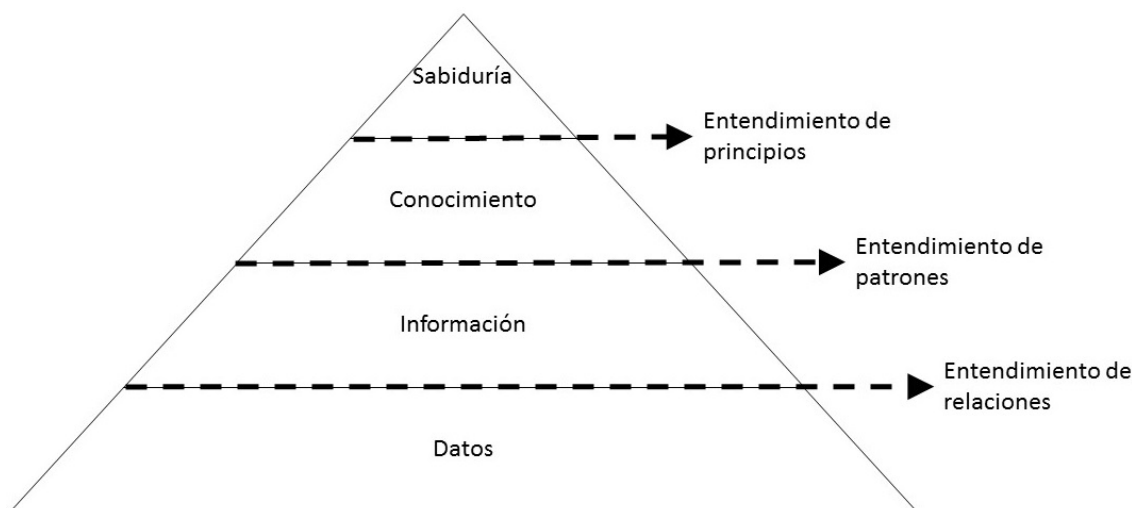 Sabiduría
Entendimiento de
principios
Conocimiento
Entendimiento de
patrones
Información
Entendimiento de
relaciones
Datos